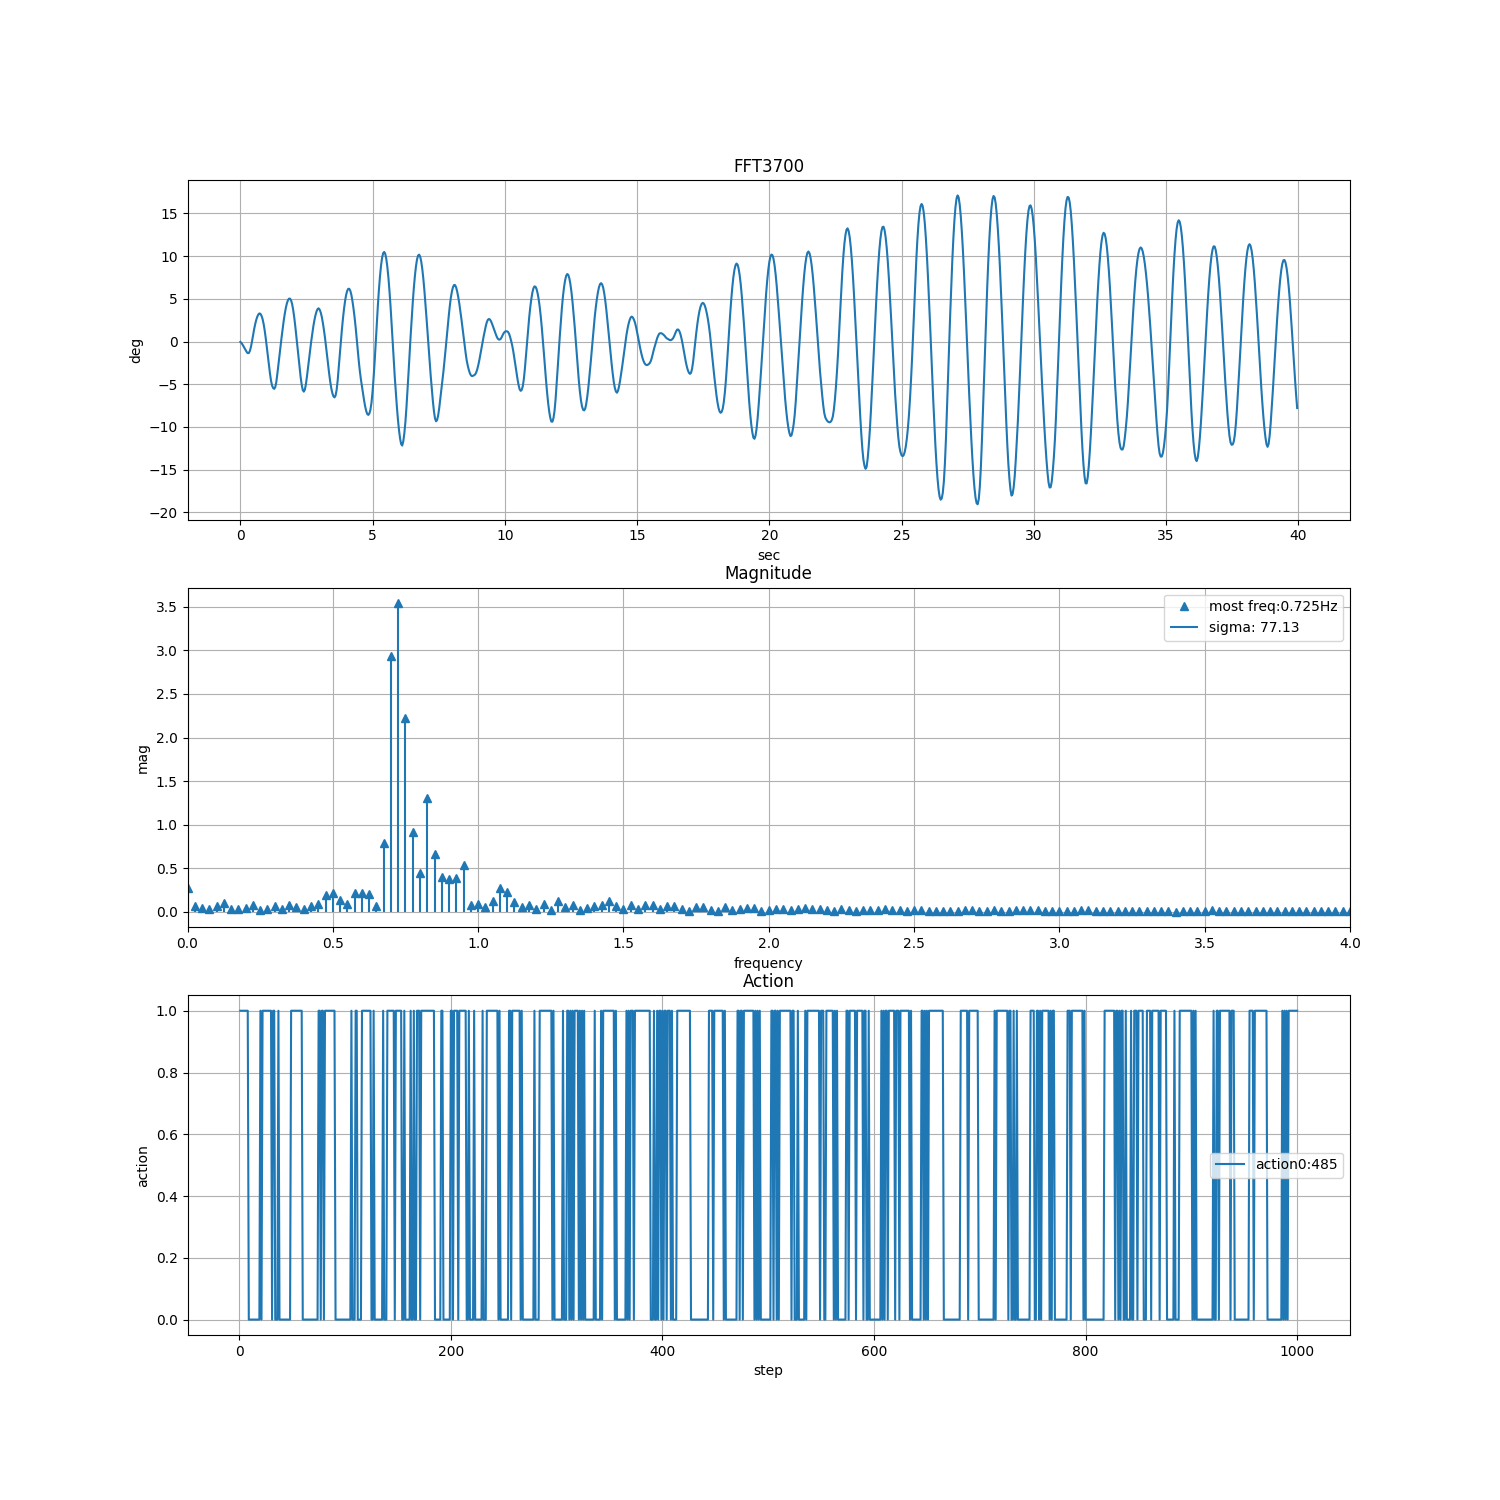 FFT3700
15
10
5
0
−5
−10
−15
−20
deg
0 5 10 15 20 25 30 35 40
sec
Magnitude
3.5
3.0
2.5
2.0
1.5
1.0
0.5
0.0
mag
most freq:0.725Hz
sigma: 77.13
0.0 0.5 1.0 1.5 2.0 2.5 3.0 3.5 4.0
frequency
Action
1.0
0.8
0.6
0.4
0.2
0.0
action
action0:485
0 200 400 600 800 1000
step